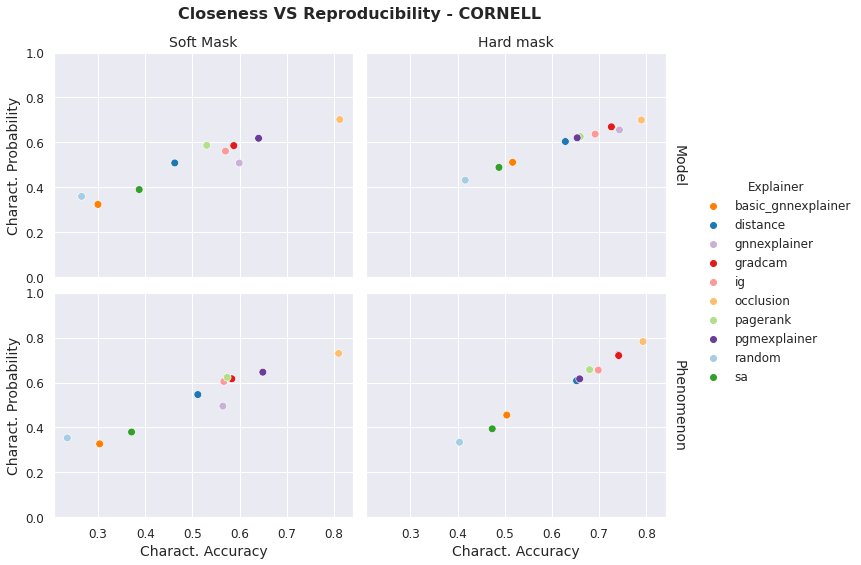 Closeness VS Reproducibility - CORNELL
Soft Mask
Hard mask
1.0
0.8
0.6
0.4
0.2
0.0
Charact. Probability
Model
1.0
0.8
0.6
0.4
0.2
0.0
Charact. Probability
Phenomenon
0.3 0.4 0.5 0.6 0.7 0.8
Charact. Accuracy
0.3 0.4 0.5 0.6 0.7 0.8
Charact. Accuracy
Explainer
basic_gnnexplainer
distance
gnnexplainer
gradcam
ig
occlusion
pagerank
pgmexplainer
random
sa